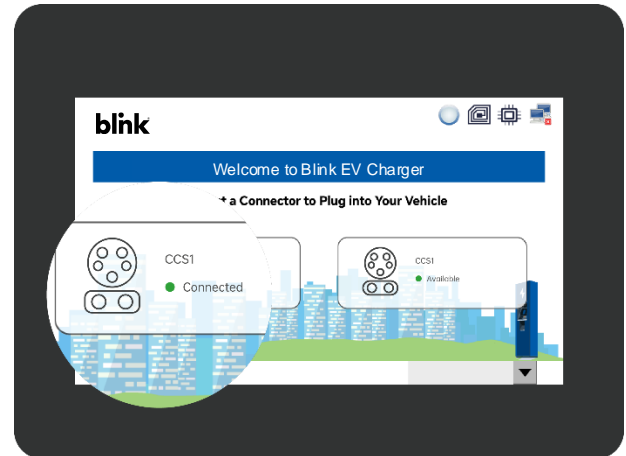 blink
Welcome to Blink EV Charger
t a Connector to Plug into Your Vehicle
CCS1
Connected
CCS1
Available